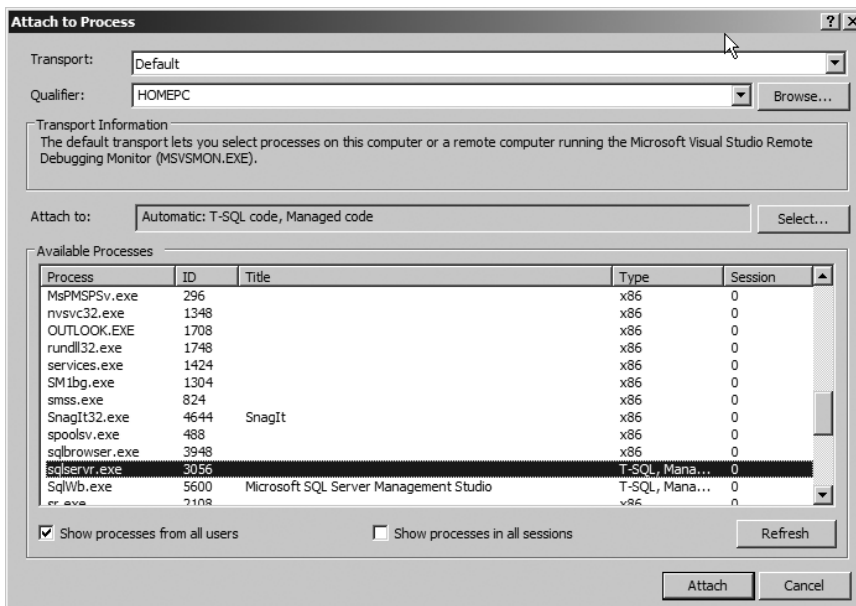 Attach to Process
Transport: Default
Qualifier: HOMEPC Browse...
Transport Information
The default transport lets you select processes on this computer or a remote computer running the Microsoft Visual Studio Remote
Debugging Monitor (MSVSMON.EXE).
Attach to: Automatic: T-SQL code, Managed code Select...
Available Processes
Process ID Title Type Session
MsPMSPSv.exe 296 x86 0
nvsvc32.exe 1348 x86 0
OUTLOOK.EXE 1708 x86 0
rundll32.exe 1748 x86 0
services.exe 1424 x86 0
SM1bg.exe 1304 x86 0
smss.exe 824 x86 0
SnagIt32.exe 4644 SnagIt x86 0
spoolsv.exe 488 x86 0
sqlbrowser.exe 3948 x86 0
sqlservr.exe 3056 T-SQL, Mana... 0
SqlWb.exe 5600 Microsoft SQL Server Management Studio T-SQL, Mana... 0
sr.exe 2108 x86 0
Show processes from all users Show processes in all sessions Refresh
Attach Cancel